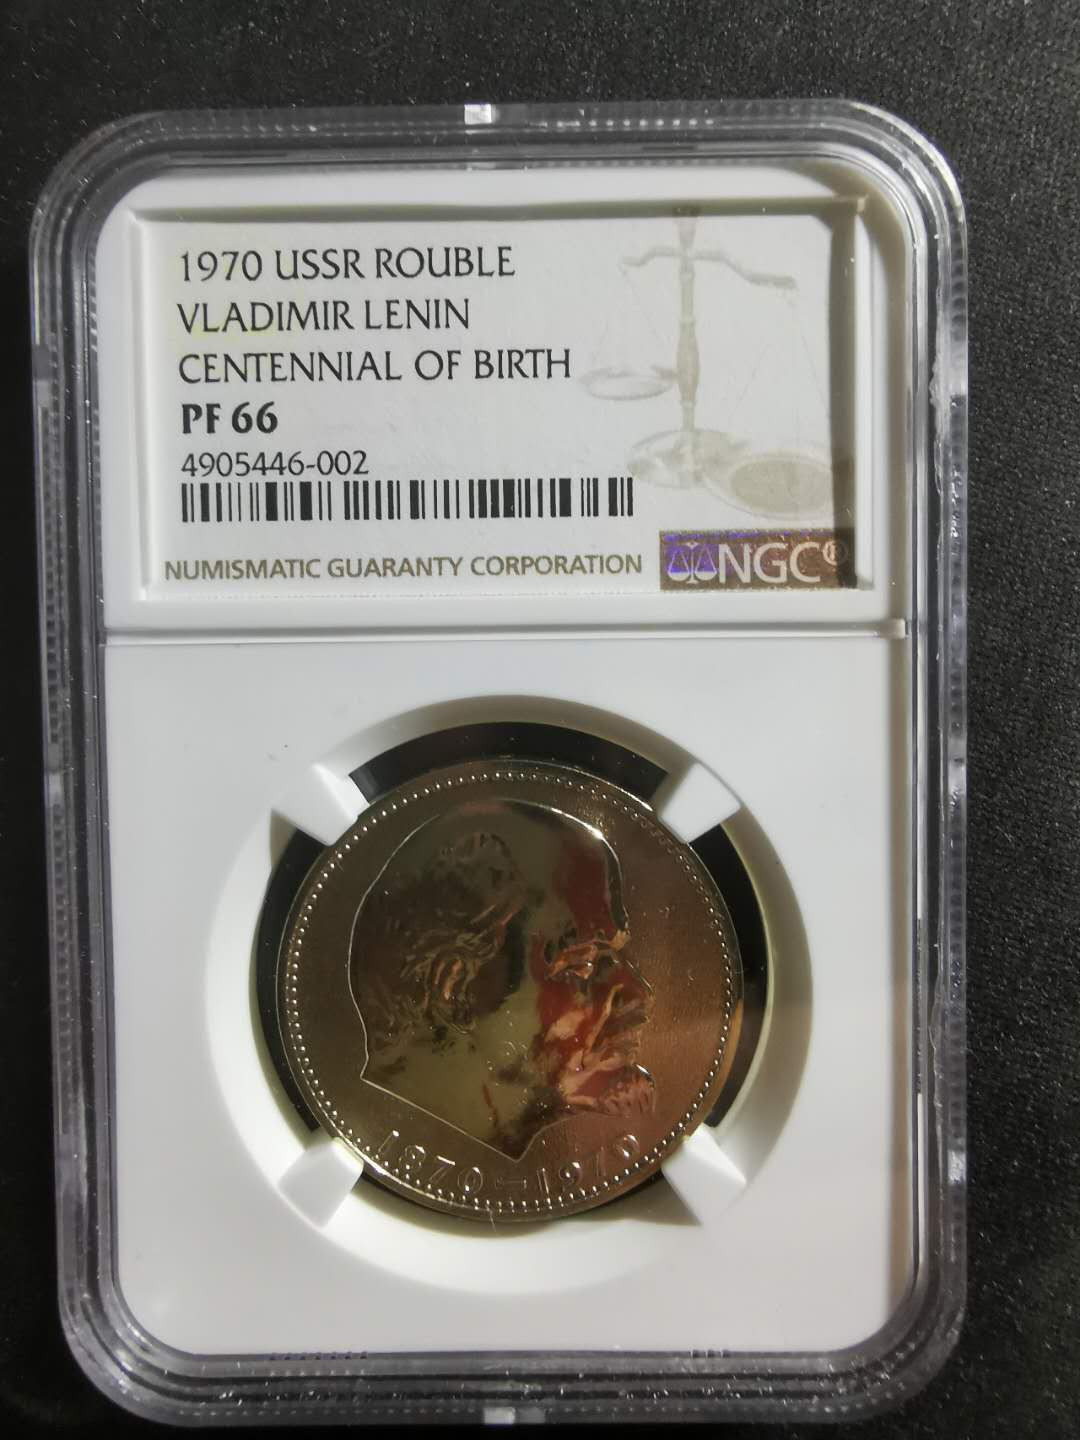 1970 USSR ROUBLE
VLADIMIR LENIN
CENTENNIAL OF BIRTH
PF 66
4905446-002
NUMISMATIC GUARANTY CORPORATION
NGC®
1870–1970